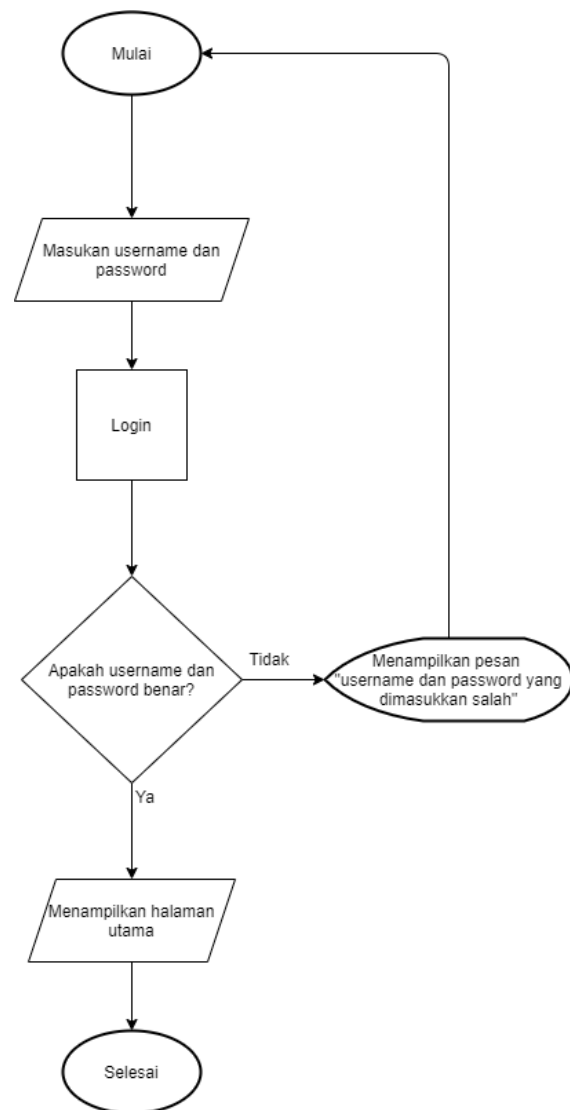 Mulai
Masukan username dan
password
Login
Apakah username dan
password benar?
Tidak
Menampilkan pesan
"username dan password yang
dimasukkan salah"
Ya
Menampilkan halaman
utama
Selesai